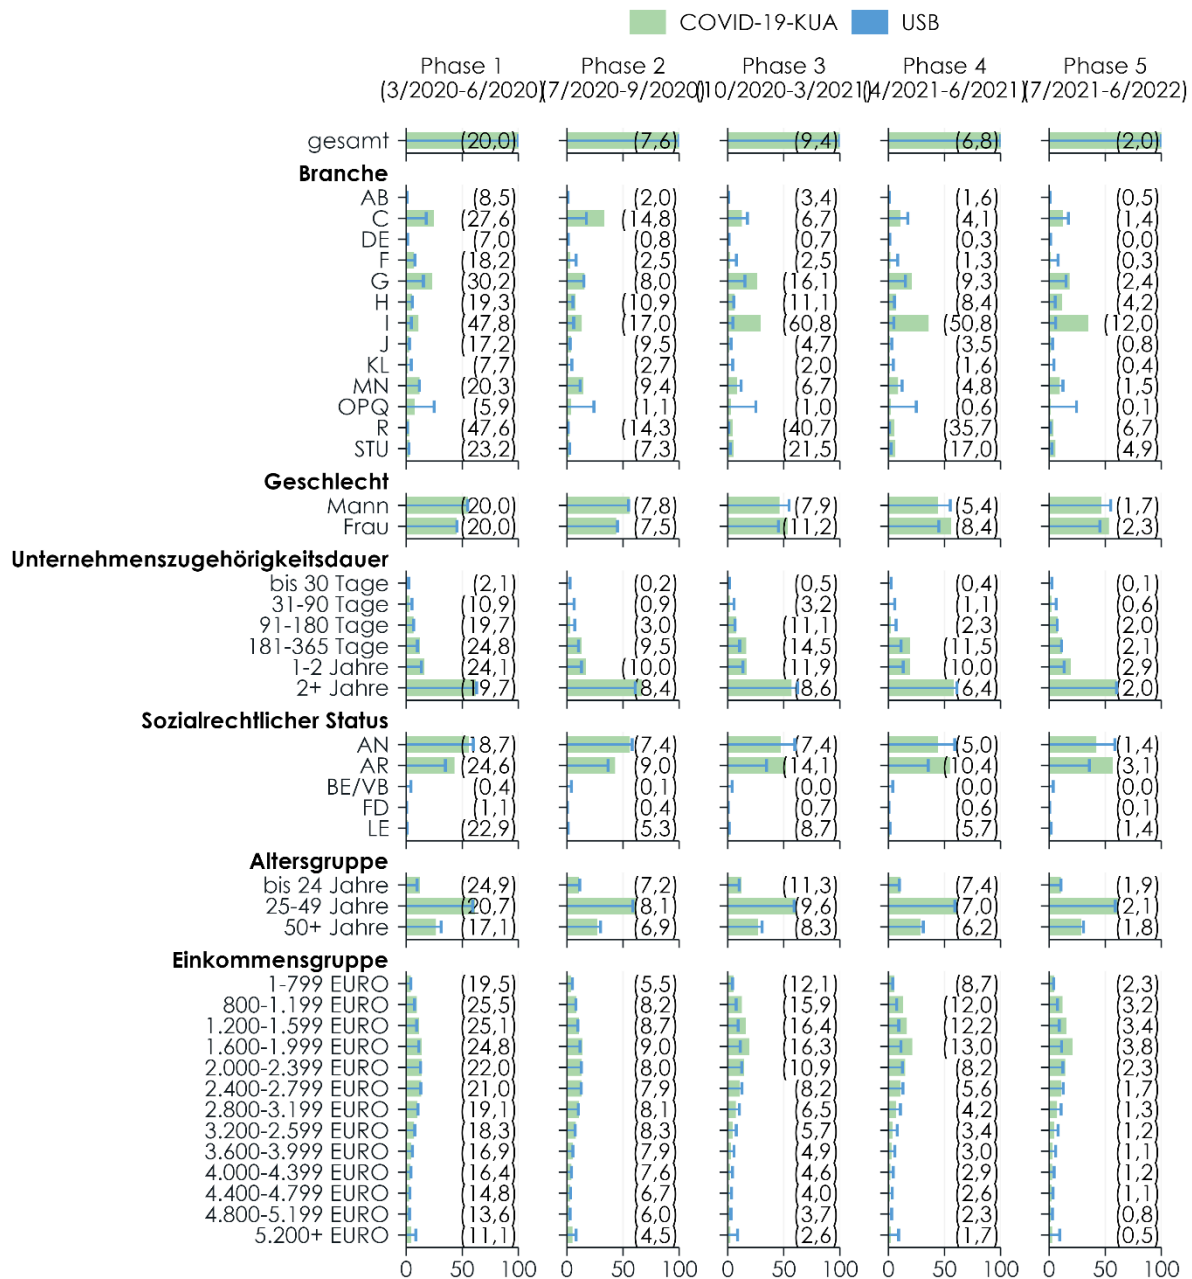 COVID-19-KUA USB
Phase 1 Phase 2 Phase 3 Phase 4 Phase 5
(3/2020-6/2020) (7/2020-9/2020) (10/2020-3/2021) (4/2021-6/2021) (7/2021-6/2022)
gesamt (20,0) (7,6) (9,4) (6,8) (2,0)
Branche
AB (8,5) (2,0) (3,4) (1,6) (0,5)
C (27,6) (14,8) (6,7) (4,1) (1,4)
DE (7,0) (0,8) (0,7) (0,3) (0,0)
F (18,2) (2,5) (2,5) (1,3) (0,3)
G (30,2) (8,0) (16,1) (9,3) (2,4)
H (19,3) (10,9) (11,1) (8,4) (4,2)
I (47,8) (17,0) (60,8) (50,8) (12,0)
J (17,2) (9,5) (4,7) (3,5) (0,8)
KL (7,7) (2,7) (2,0) (1,6) (0,4)
MN (20,3) (9,4) (6,7) (4,8) (1,5)
OPQ (5,9) (1,1) (1,0) (0,6) (0,1)
R (47,6) (14,3) (40,7) (35,7) (6,7)
STU (23,2) (7,3) (21,5) (17,0) (4,9)
Geschlecht
Mann (20,0) (7,8) (7,9) (5,4) (1,7)
Frau (20,0) (7,5) (11,2) (8,4) (2,3)
Unternehmenszugehörigkeitsdauer
bis 30 Tage (2,1) (0,2) (0,5) (0,4) (0,1)
31-90 Tage (10,9) (0,9) (3,2) (1,1) (0,6)
91-180 Tage (19,7) (3,0) (11,1) (2,3) (2,0)
181-365 Tage (24,8) (9,5) (14,5) (11,5) (2,1)
1-2 Jahre (24,1) (10,0) (11,9) (10,0) (2,9)
2+ Jahre (19,7) (8,4) (8,6) (6,4) (2,0)
Sozialrechtlicher Status
AN (18,7) (7,4) (7,4) (5,0) (1,4)
AR (24,6) (9,0) (14,1) (10,4) (3,1)
BE/VB (0,4) (0,1) (0,0) (0,0) (0,0)
FD (1,1) (0,4) (0,7) (0,6) (0,1)
LE (22,9) (5,3) (8,7) (5,7) (1,4)
Altersgruppe
bis 24 Jahre (24,9) (7,2) (11,3) (7,4) (1,9)
25-49 Jahre (20,7) (8,1) (9,6) (7,0) (2,1)
50+ Jahre (17,1) (6,9) (8,3) (6,2) (1,8)
Einkommensgruppe
1-799 EURO (19,5) (5,5) (12,1) (8,7) (2,3)
800-1.199 EURO (25,5) (8,2) (15,9) (12,0) (3,2)
1.200-1.599 EURO (25,1) (8,7) (16,4) (12,2) (3,4)
1.600-1.999 EURO (24,8) (9,0) (16,3) (13,0) (3,8)
2.000-2.399 EURO (22,0) (8,0) (10,9) (8,2) (2,3)
2.400-2.799 EURO (21,0) (7,9) (8,2) (5,6) (1,7)
2.800-3.199 EURO (19,1) (8,1) (6,5) (4,2) (1,3)
3.200-2.599 EURO (18,3) (8,3) (5,7) (3,4) (1,2)
3.600-3.999 EURO (16,9) (7,9) (4,9) (3,0) (1,1)
4.000-4.399 EURO (16,4) (7,6) (4,6) (2,9) (1,2)
4.400-4.799 EURO (14,8) (6,7) (4,0) (2,6) (1,1)
4.800-5.199 EURO (13,6) (6,0) (3,7) (2,3) (0,8)
5.200+ EURO (11,1) (4,5) (2,6) (1,7) (0,5)
0 50 100 0 50 100 0 50 100 0 50 100 0 50 100